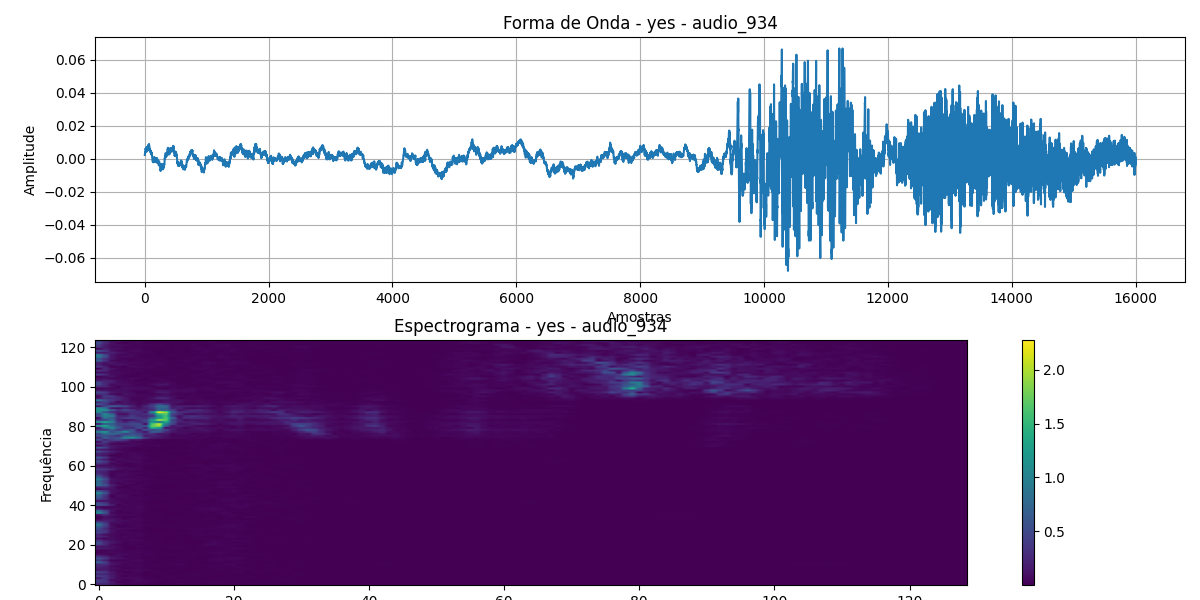 Forma de Onda - yes - audio_934
0.06
0.04
0.02
0.00
−0.02
−0.04
−0.06
Amplitude
0 2000 4000 6000 8000 10000 12000 14000 16000
Amostras
Espectrograma - yes - audio_934
120
100
80
60
40
20
0
Frequência
0 20 40 60 80 100 120
2.0
1.5
1.0
0.5